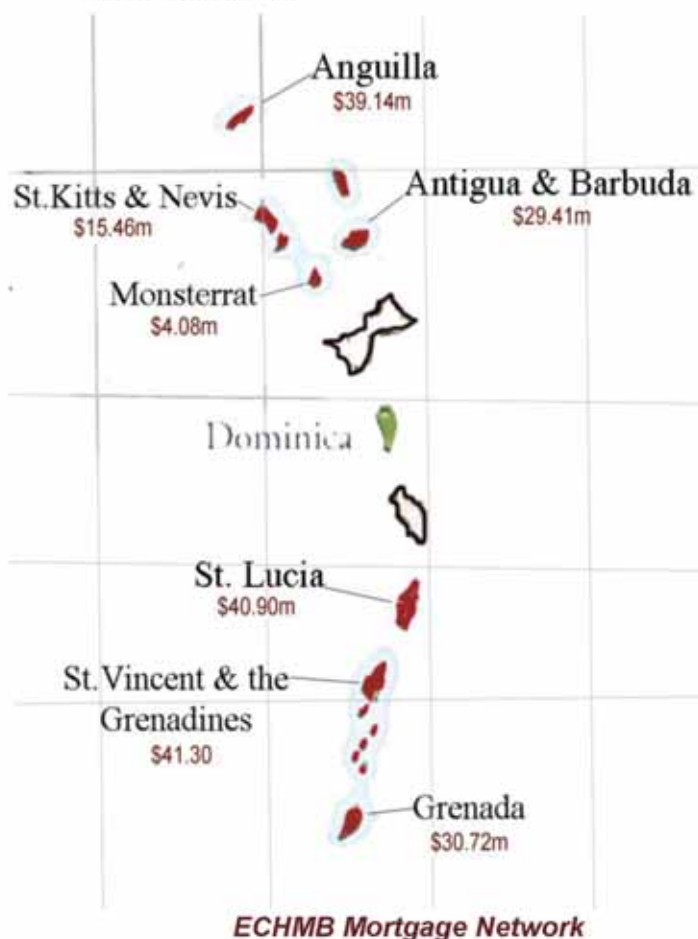 Anguilla
$39.14m
St.Kitts & Nevis
$15.46m
Antigua & Barbuda
$29.41m
Monsterrat
$4.08m
Dominica
St. Lucia
$40.90m
St.Vincent & the
Grenadines
$41.30
Grenada
$30.72m
ECHMB Mortgage Network